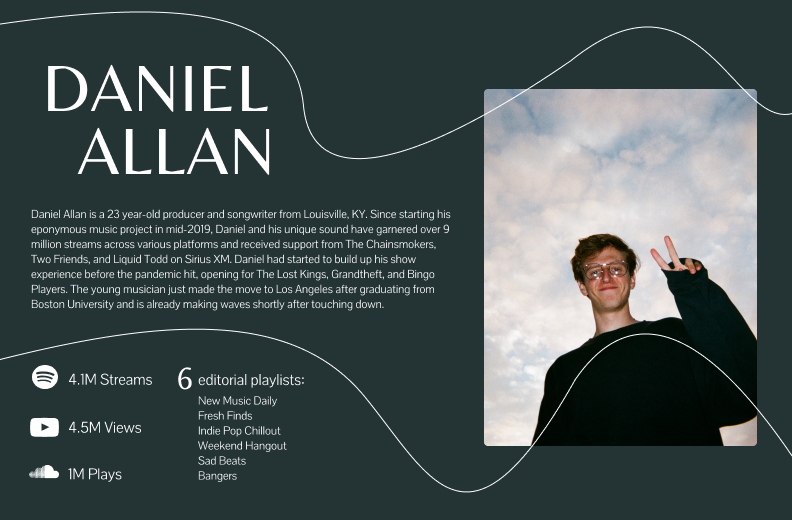 DANIEL
ALLAN
Daniel Allan is a 23 year-old producer and songwriter from Louisville, KY. Since starting his
eponymous music project in mid-2019, Daniel and his unique sound have garnered over 9
million streams across various platforms and received support from The Chainsmokers,
Two Friends, and Liquid Todd on Sirius XM. Daniel had started to build up his show
experience before the pandemic hit, opening for The Lost Kings, Grandtheft, and Bingo
Players. The young musician just made the move to Los Angeles after graduating from
Boston University and is already making waves shortly after touching down.
4.1M Streams
4.5M Views
1M Plays
6 editorial playlists:
New Music Daily
Fresh Finds
Indie Pop Chillout
Weekend Hangout
Sad Beats
Bangers